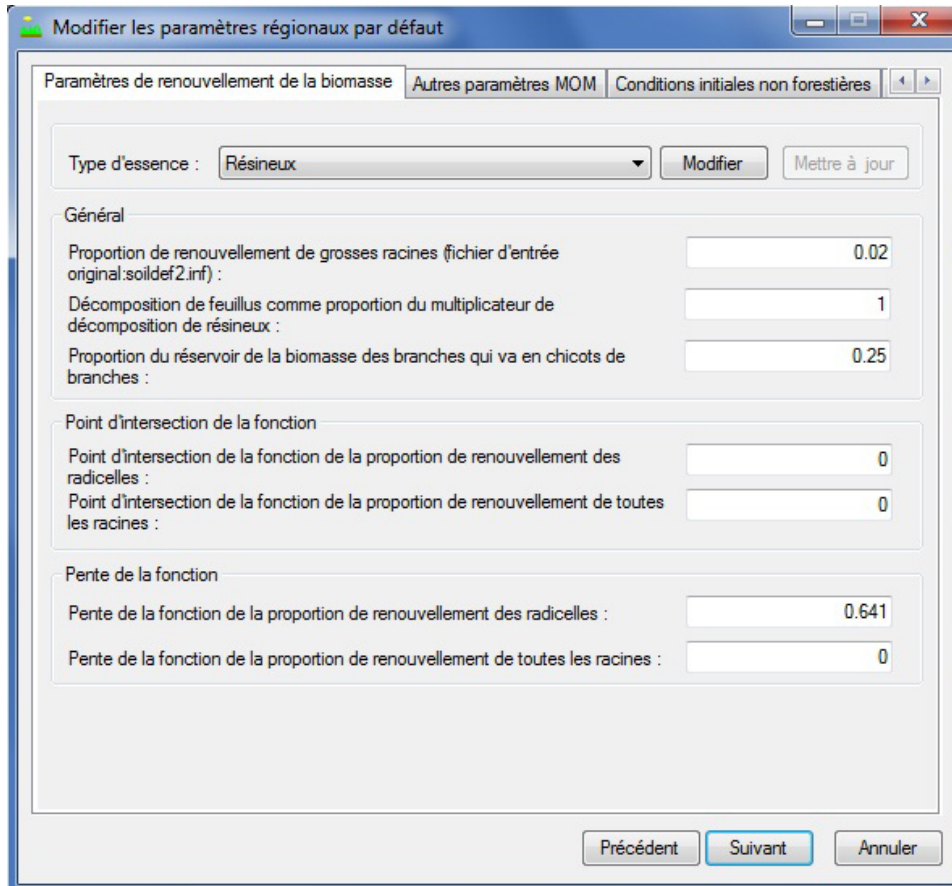 Modifier les paramètres régionaux par défaut
Paramètres de renouvellement de la biomasse
Autres paramètres MOM
Conditions initiales non forestières
Type d'essence :
Résineux
Modifier
Mettre à jour
Général
Proportion de renouvellement de grosses racines (fichier d'entrée
original:soildef2.inf) :
0.02
Décomposition de feuillus comme proportion du multiplicateur de
décomposition de résineux :
1
Proportion du réservoir de la biomasse des branches qui va en chicots de
branches :
0.25
Point d'intersection de la fonction
Point d'intersection de la fonction de la proportion de renouvellement des
radicelles :
0
Point d'intersection de la fonction de la proportion de renouvellement de toutes
les racines :
0
Pente de la fonction
Pente de la fonction de la proportion de renouvellement des radicelles :
0.641
Pente de la fonction de la proportion de renouvellement de toutes les racines :
0
Précédent
Suivant
Annuler